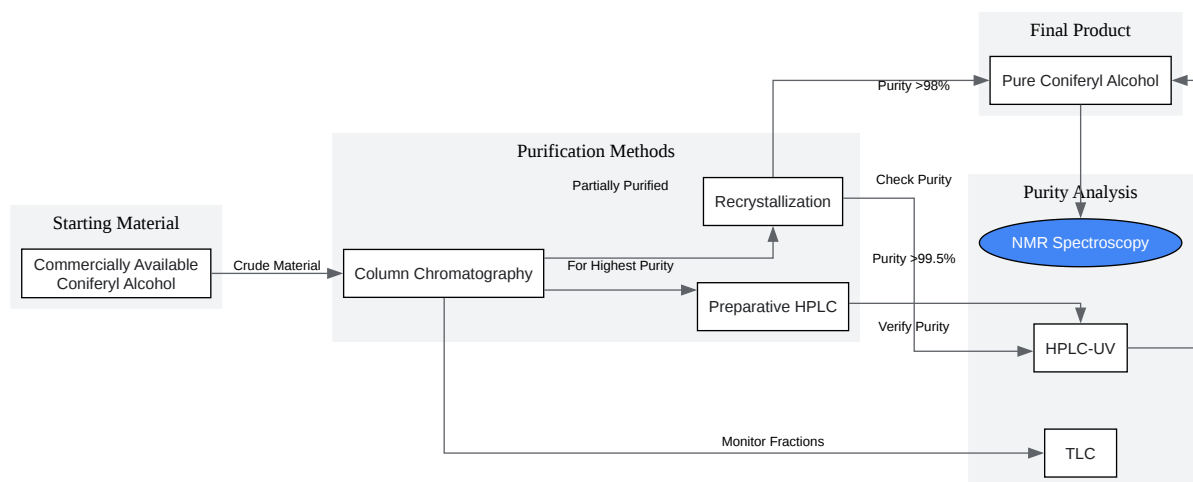 Final Product
Pure Coniferyl Alcohol
Purity >98%
Purification Methods
Partially Purified
Recrystallization
Check Purity
Purity Analysis
NMR Spectroscopy
Starting Material
Commercially Available
Coniferyl Alcohol
Crude Material
Column Chromatography
For Highest Purity
Purity >99.5%
Preparative HPLC
Verify Purity
HPLC-UV
Monitor Fractions
TLC